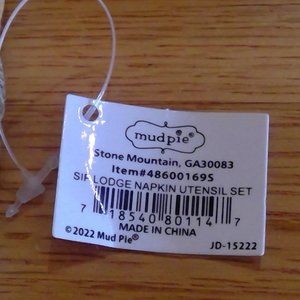 mudpie®
Stone Mountain, GA30083
Item#48600169S
SIP LODGE NAPKIN UTENSIL SET
7 18540 80114 7
MADE IN CHINA
©2022 Mud Pie®
JD-15222